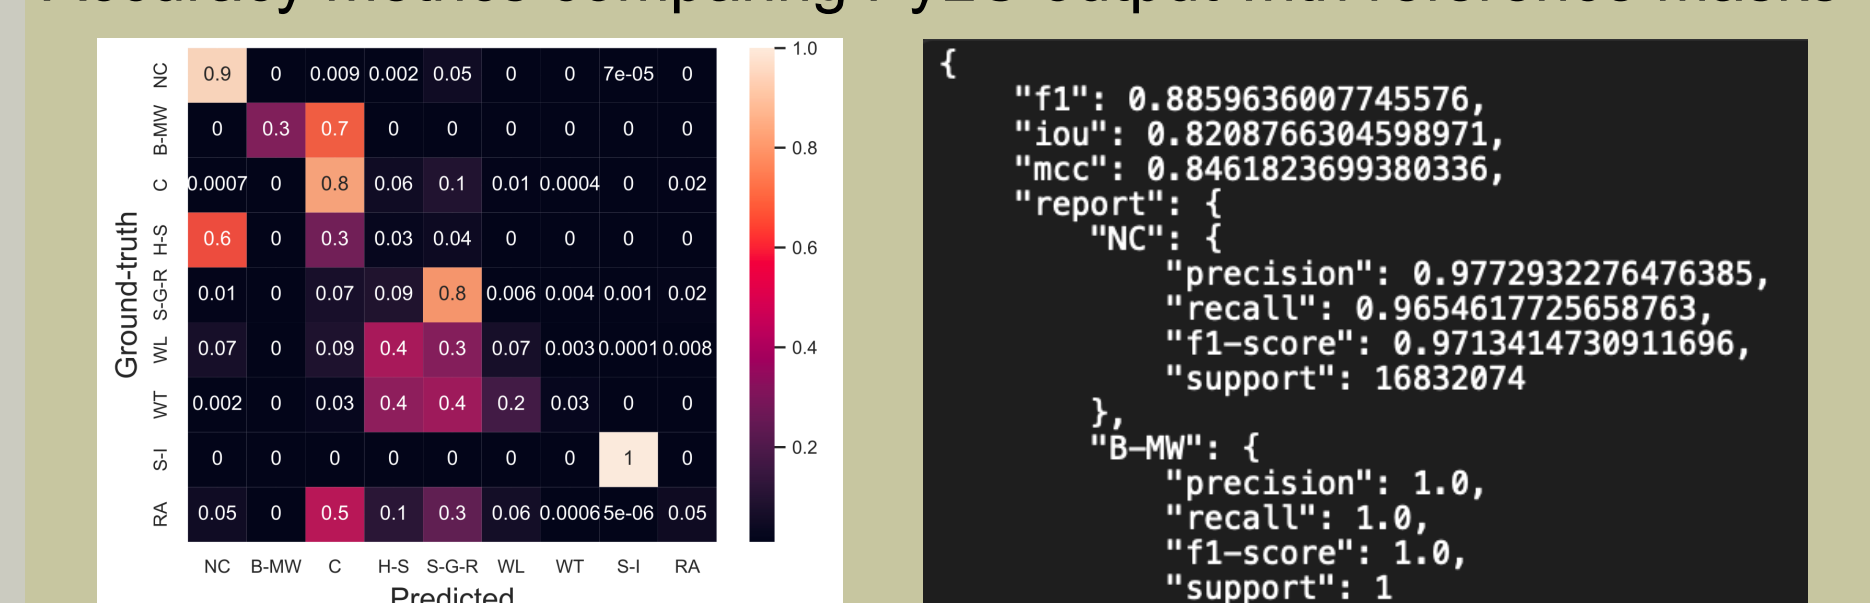 Accuracy metrics comparing PyLC output with reference masks
NC 0.9 0 0.009 0.002 0.05 0 0 7e-05 0
B-MW 0 0.3 0.7 0 0 0 0 0 0
C 0.0007 0 0.8 0.06 0.1 0.01 0.0004 0 0.02
H-S 0.6 0 0.3 0.03 0.04 0 0 0 0
S-G-R 0.01 0 0.07 0.09 0.8 0.006 0.004 0.001 0.02
WL 0.07 0 0.09 0.4 0.3 0.07 0.003 0.0001 0.008
WT 0.002 0 0.03 0.4 0.4 0.2 0.03 0 0
S-I 0 0 0 0 0 0 0 1 0
RA 0.05 0 0.5 0.1 0.3 0.06 0.0006 5e-06 0.05
NC B-MW C H-S S-G-R WL WT S-I RA
Ground-truth
Predicted
1.0
0.8
0.6
0.4
0.2
{
"f1": 0.8859636007745576,
"iou": 0.8208766304598971,
"mcc": 0.8461823699380336,
"report": {
"NC": {
"precision": 0.9772932276476385,
"recall": 0.9654617725658763,
"f1-score": 0.9713414730911696,
"support": 16832074
},
"B-MW": {
"precision": 1.0,
"recall": 1.0,
"f1-score": 1.0,
"support": 1